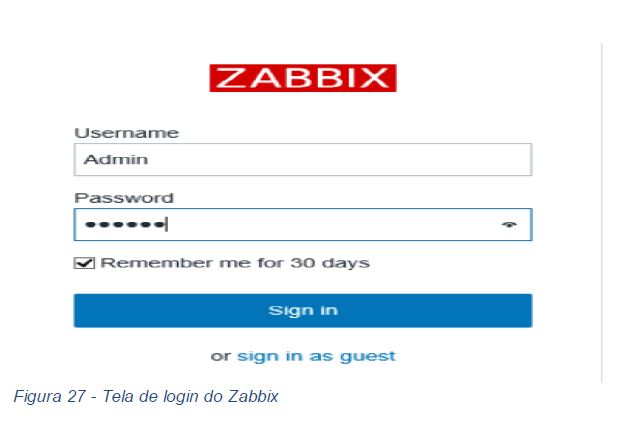 ZABBIX
Username
Admin
Password
••••••
Remember me for 30 days
Sign in
or sign in as guest
Figura 27 - Tela de login do Zabbix